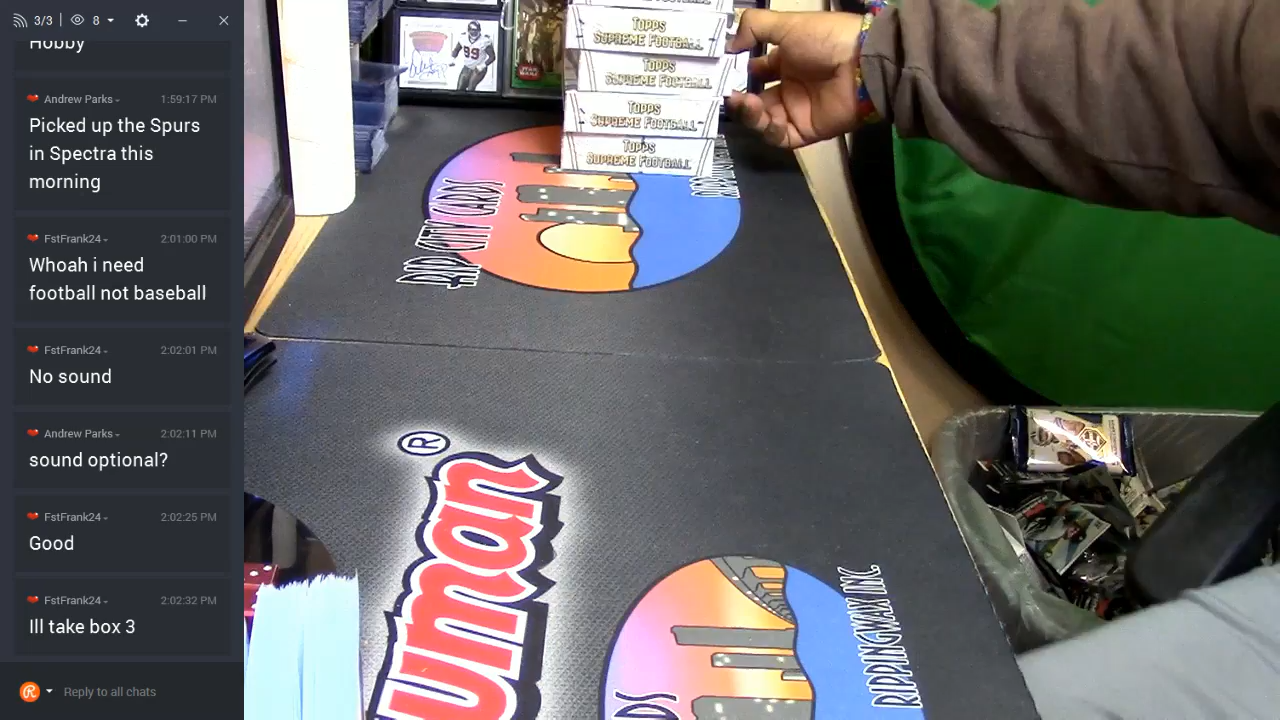 3/3
8
Hobby
Andrew Parks
1:59:17 PM
Picked up the Spurs
in Spectra this
morning
FstFrank24
2:01:00 PM
Whoah i need
football not baseball
FstFrank24
2:02:01 PM
No sound
Andrew Parks
2:02:11 PM
sound optional?
FstFrank24
2:02:25 PM
Good
FstFrank24
2:02:32 PM
Ill take box 3
Reply to all chats
Topps
Supreme Football
Topps
Supreme Football
Topps
Supreme Football
Topps
Supreme Football
99
STAR
WARS
RIP CITY CARDS
uman®
RIPPINGWAX INC.